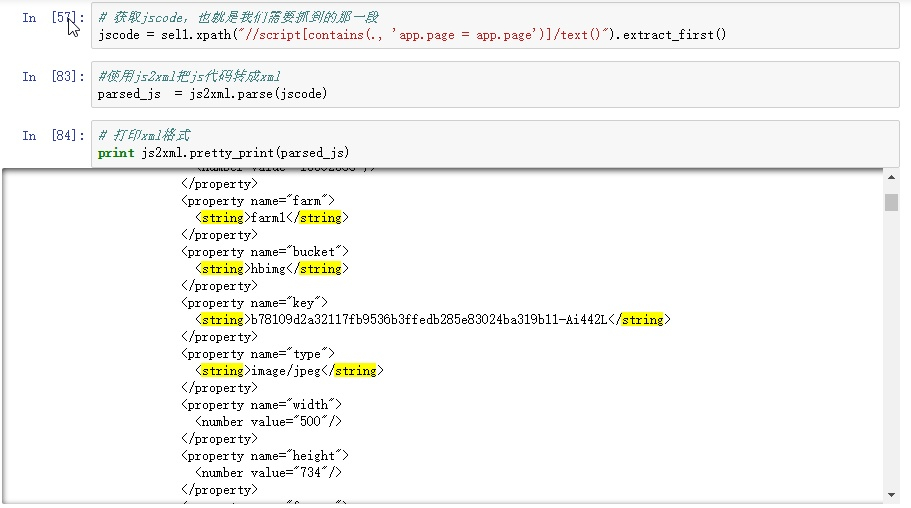 In [57]: # 获取jscode，也就是我们需要抓到的那一段
jscode = sel1.xpath("//script[contains(., 'app.page = app.page')]/text()").extract_first()
In [83]: #使用js2xml把js代码转成xml
parsed_js  = js2xml.parse(jscode)
In [84]: # 打印xml格式
print js2xml.pretty_print(parsed_js)
</property>
<property name="farm">
<string>farm1</string>
</property>
<property name="bucket">
<string>hbimg</string>
</property>
<property name="key">
<string>b78109d2a32117fb9536b3ffedb285e83024ba319b11-Ai442L</string>
</property>
<property name="type">
<string>image/jpeg</string>
</property>
<property name="width">
<number value="500"/>
</property>
<property name="height">
<number value="734"/>
</property>